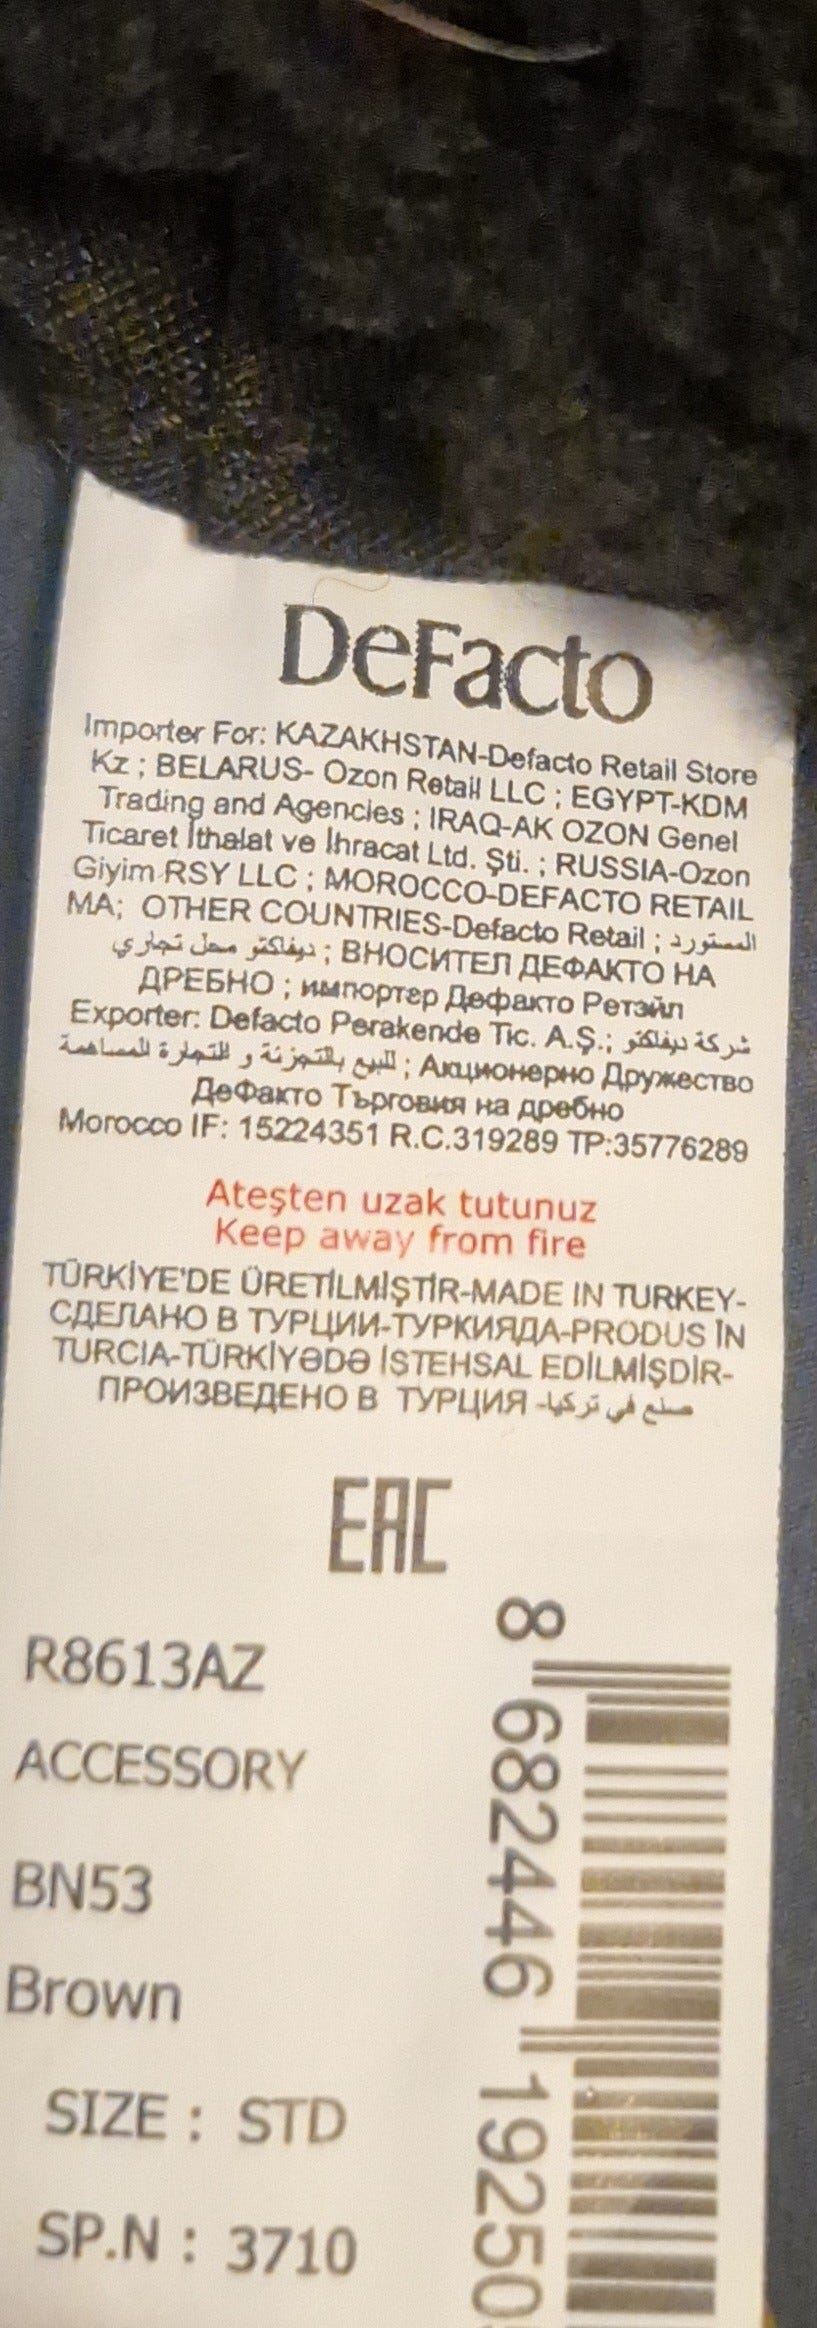 DeFacto
Importer For: KAZAKHSTAN-Defacto Retail Store
Kz ; BELARUS- Ozon Retail LLC ; EGYPT-KDM
Trading and Agencies ; IRAQ-AK OZON Genel
Ticaret İthalat ve İhracat Ltd. Şti. ; RUSSIA-Ozon
Giyim RSY LLC ; MOROCCO-DEFACTO RETAIL
MA; OTHER COUNTRIES-Defacto Retail ; المستورد
ديفاكتو محل تجاري ; ВНОСИТЕЛ ДЕФАКТО НА
ДРЕБНО ; импортер Дефакто Ретэйл
Exporter: Defacto Perakende Tic. A.Ş.; شركة ديفاكتو
للبيع بالتجزئة و للتجارة المساهمة ; Акционерно Дружество
ДеФакто Търговия на дребно
Morocco IF: 15224351 R.C.319289 TP:35776289
Ateşten uzak tutunuz
Keep away from fire
TÜRKİYE'DE ÜRETİLMİŞTİR-MADE IN TURKEY-
СДЕЛАНО В ТУРЦИИ-ТУРКИЯДА-PRODUS ÎN
TURCIA-TÜRKİYƏDƏ İSTEHSAL EDİLMİŞDİR-
ПРОИЗВЕДЕНО В ТУРЦИЯ -صنع في تركيا
EAC
R8613AZ
ACCESSORY
BN53
Brown
SIZE : STD
SP.N : 3710
8 682446 19250